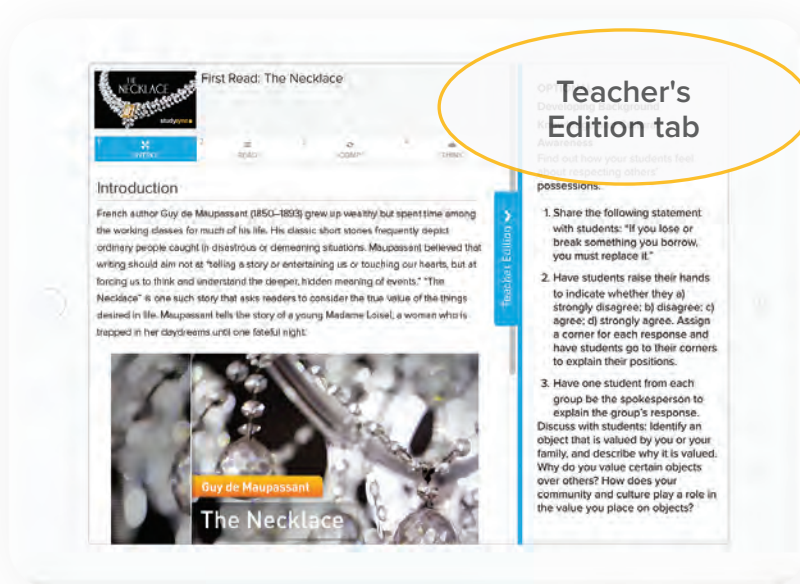 THE
NECKLACE
studysync
First Read: The Necklace
1
INTRO
2
READ
3
4
THINK
Introduction
French author Guy de Maupassant (1850–1893) grew up wealthy but spent time among
the working classes for much of his life. His classic short stories frequently depict
ordinary people caught in disastrous or demeaning situations. Maupassant believed that
writing should aim not at "telling a story or entertaining us or touching our hearts, but at
forcing us to think and understand the deeper, hidden meaning of events." "The
Necklace" is one such story that asks readers to consider the true value of the things
desired in life. Maupassant tells the story of a young Madame Loisel, a woman who is
trapped in her daydreams until one fateful night.
Guy de Maupassant
The Necklace
Teacher Edition
Teacher's
Edition tab
Developing Background
Awareness
Find out how your students feel
about respecting others'
possessions.
1. Share the following statement
with students: "If you lose or
break something you borrow,
you must replace it."
2. Have students raise their hands
to indicate whether they a)
strongly disagree; b) disagree; c)
agree; d) strongly agree. Assign
a corner for each response and
have students go to their corners
to explain their positions.
3. Have one student from each
group be the spokesperson to
explain the group's response.
Discuss with students: Identify an
object that is valued by you or your
family, and describe why it is valued.
Why do you value certain objects
over others? How does your
community and culture play a role in
the value you place on objects?